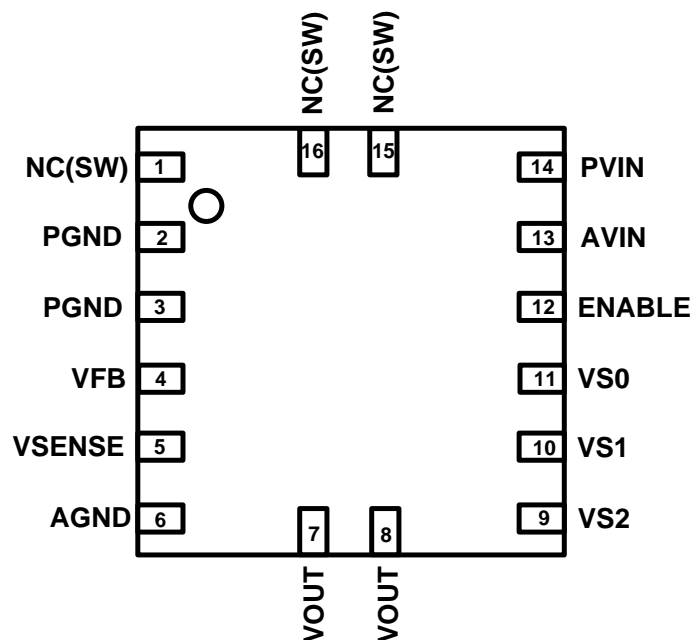 NC(SW)
NC(SW)
16
15
NC(SW) 1
14 PVIN
PGND 2
13 AVIN
PGND 3
12 ENABLE
VFB 4
11 VS0
VSENSE 5
10 VS1
AGND 6
9 VS2
7
8
VOUT
VOUT